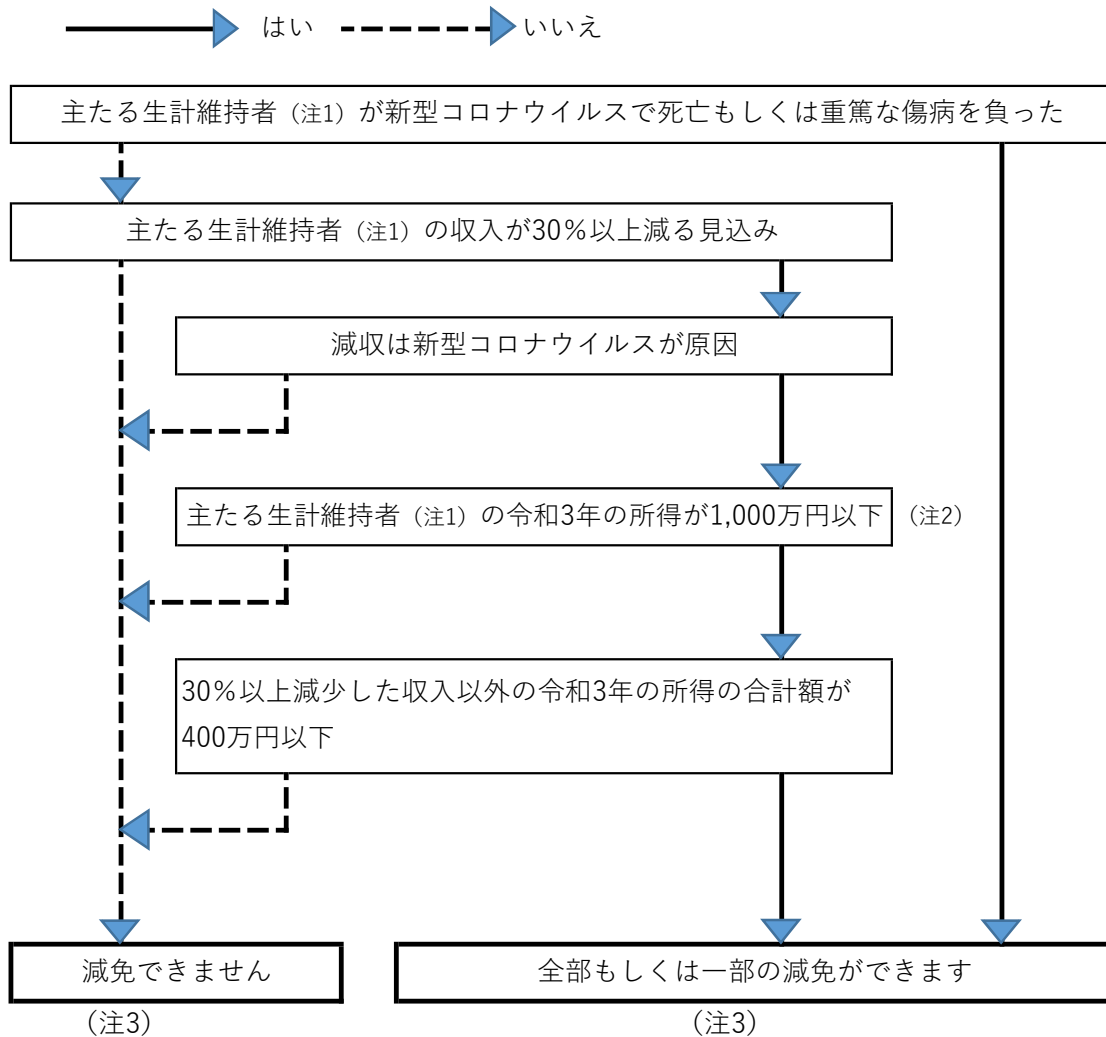 はい いいえ
主たる生計維持者（注1）が新型コロナウイルスで死亡もしくは重篤な傷病を負った
主たる生計維持者（注1）の収入が30％以上減る見込み
減収は新型コロナウイルスが原因
主たる生計維持者（注1）の令和3年の所得が1,000万円以下 （注2）
30％以上減少した収入以外の令和3年の所得の合計額が
400万円以下
減免できません 全部もしくは一部の減免ができます
（注3） （注3）